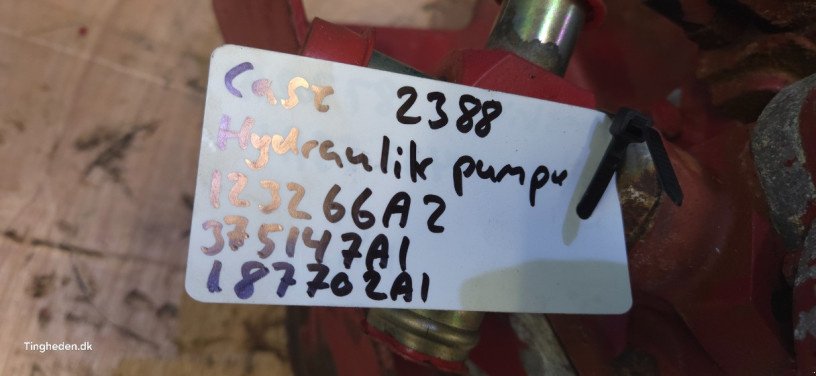 Case 2388
Hydraulik pumpe
123266A2
375147A1
187702A1
Tingheden.dk